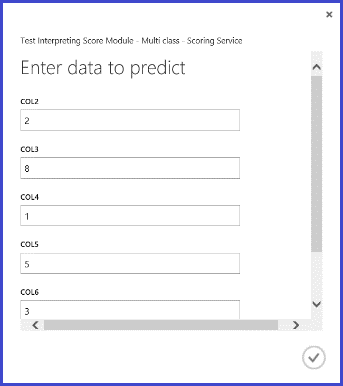 Test Interpreting Score Module - Multi class - Scoring Service
Enter data to predict
COL2
2
COL3
8
COL4
1
COL5
5
COL6
3